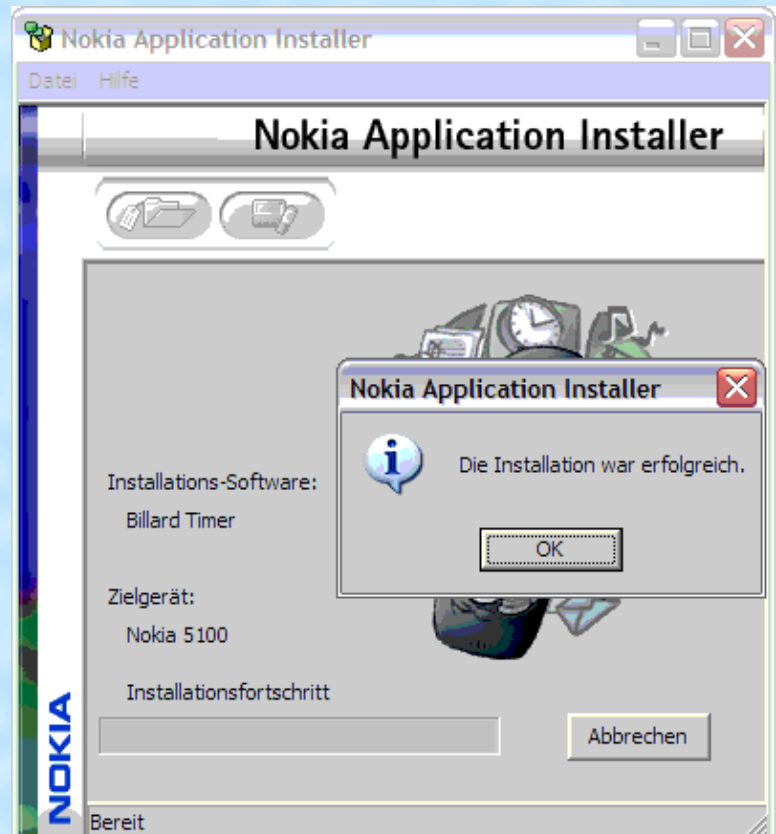 Nokia Application Installer
Datei Hilfe
Nokia Application Installer
Nokia Application Installer
Die Installation war erfolgreich.
OK
Installations-Software:
Billard Timer
Zielgerät:
Nokia 5100
Installationsfortschritt
Abbrechen
NOKIA
Bereit